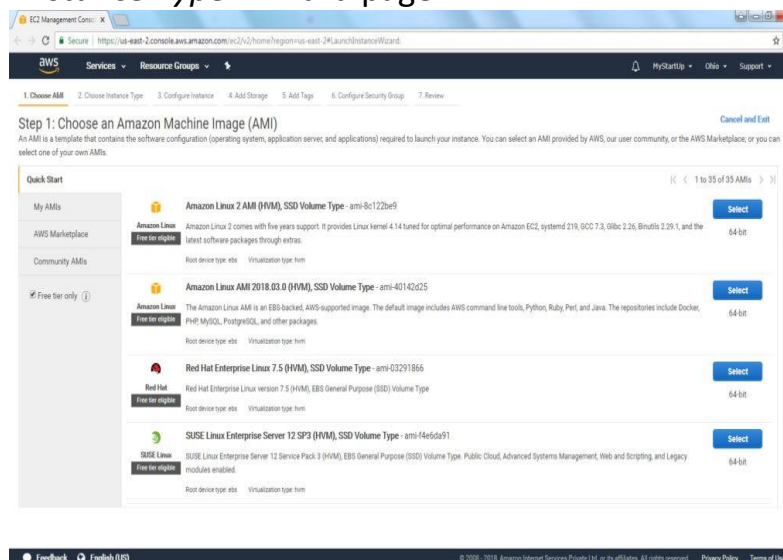 EC2 Management Consol
Secure | https://us-east-2.console.aws.amazon.com/ec2/v2/home?region=us-east-2#LaunchInstanceWizard:
aws Services Resource Groups MyStartUp Ohio Support
1. Choose AMI 2. Choose Instance Type 3. Configure Instance 4. Add Storage 5. Add Tags 6. Configure Security Group 7. Review
Step 1: Choose an Amazon Machine Image (AMI) Cancel and Exit
An AMI is a template that contains the software configuration (operating system, application server, and applications) required to launch your instance. You can select an AMI provided by AWS, our user community, or the AWS Marketplace; or you can
select one of your own AMIs.
Quick Start 1 to 35 of 35 AMIs
My AMIs
AWS Marketplace
Community AMIs
Free tier only
Amazon Linux 2 AMI (HVM), SSD Volume Type - ami-8c122be9 Select
Amazon Linux Amazon Linux 2 comes with five years support. It provides Linux kernel 4.14 tuned for optimal performance on Amazon EC2, systemd 219, GCC 7.3, Glibc 2.26, Binutils 2.29.1, and the 64-bit
Free tier eligible latest software packages through extras.
Root device type: ebs Virtualization type: hvm
Amazon Linux AMI 2018.03.0 (HVM), SSD Volume Type - ami-40142d25 Select
Amazon Linux The Amazon Linux AMI is an EBS-backed, AWS-supported image. The default image includes AWS command line tools, Python, Ruby, Perl, and Java. The repositories include Docker, 64-bit
Free tier eligible PHP, MySQL, PostgreSQL, and other packages.
Root device type: ebs Virtualization type: hvm
Red Hat Enterprise Linux 7.5 (HVM), SSD Volume Type - ami-03291866 Select
Red Hat Red Hat Enterprise Linux version 7.5 (HVM), EBS General Purpose (SSD) Volume Type 64-bit
Free tier eligible
Root device type: ebs Virtualization type: hvm
SUSE Linux Enterprise Server 12 SP3 (HVM), SSD Volume Type - ami-f4e6da91 Select
SUSE Linux SUSE Linux Enterprise Server 12 Service Pack 3 (HVM), EBS General Purpose (SSD) Volume Type. Public Cloud, Advanced Systems Management, Web and Scripting, and Legacy 64-bit
Free tier eligible modules enabled.
Root device type: ebs Virtualization type: hvm
Feedback English (US) © 2008 - 2018, Amazon Internet Services Private Ltd. or its affiliates. All rights reserved. Privacy Policy Terms of Use